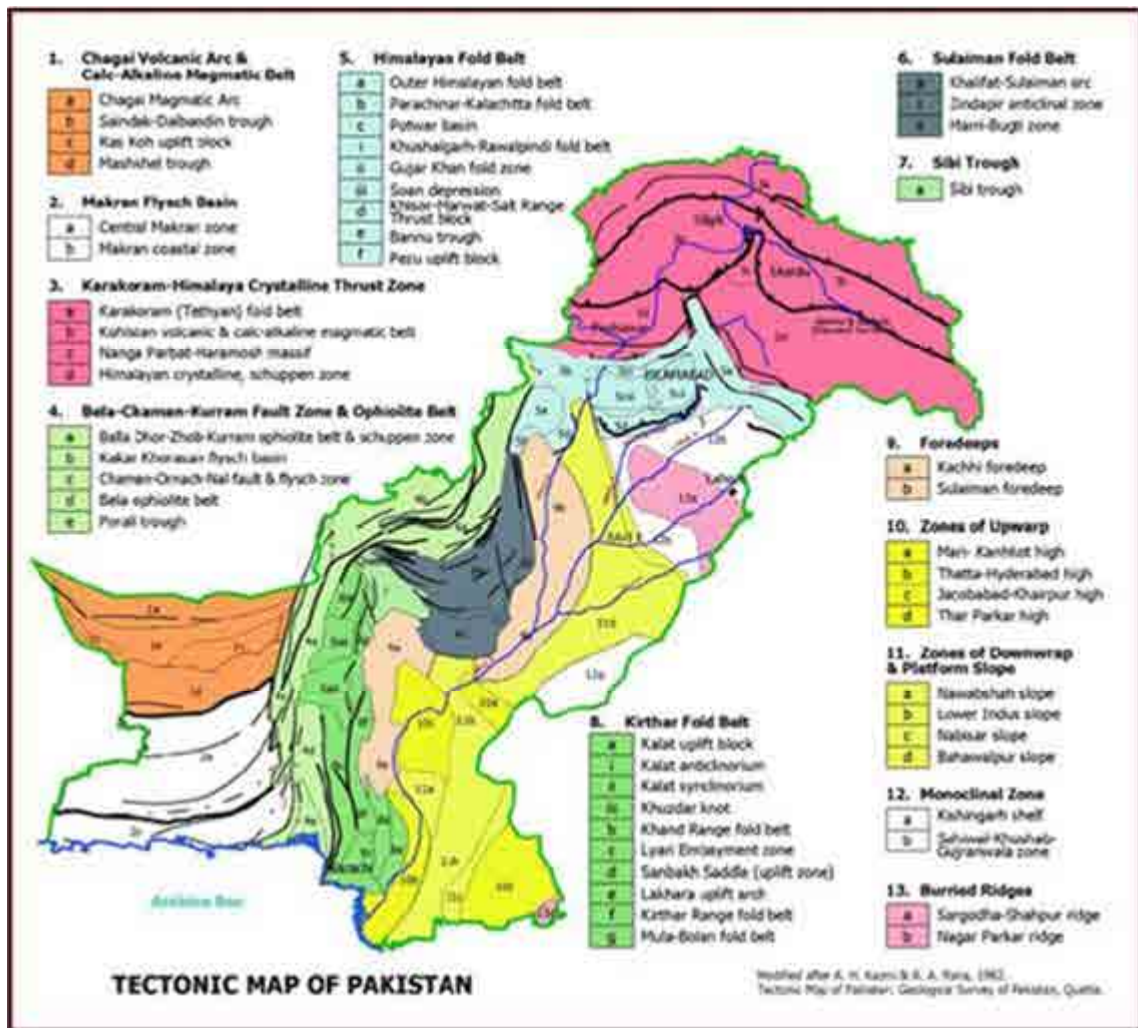 1. Chagai Volcanic Arc &
Calc-Alkaline Magmatic Belt
a Chagai Magmatic Arc
b Saindak-Dalbandin trough
c Ras Koh uplift block
d Mashkhel trough
2. Makran Flysch Basin
a Central Makran zone
b Makran coastal zone
3. Karakoram-Himalaya Crystalline Thrust Zone
a Karakoram (Tethyan) fold belt
b Kohistan volcanic & calc-alkaline magmatic belt
c Nanga Parbat-Haramosh massif
d Himalayan crystalline, schuppen zone
4. Bela-Chaman-Kurram Fault Zone & Ophiolite Belt
a Balla Dhor-Zhob-Kurram ophiolite belt & schuppen zone
b Kakar Khorasan flysch basin
c Chaman-Ornach-Nal fault & flysch zone
d Bela ophiolite belt
e Porali trough
5. Himalayan Fold Belt
a Outer Himalayan fold belt
b Parachinar-Kalachitta fold belt
c Potwar basin
i Khushalgarh-Rawalpindi fold belt
ii Gujar Khan fold zone
iii Soan depression
d Khisor-Marwat-Salt Range
Thrust block
e Bannu trough
f Pezu uplift block
6. Sulaiman Fold Belt
Khalifat-Sulaiman arc
Zindapir anticlinal zone
Marri-Bugti zone
7. Sibi Trough
a Sibi trough
8. Kirthar Fold Belt
a Kalat uplift block
i Kalat anticlinorium
ii Kalat synclinorium
iii Khuzdar knot
b Khand Range fold belt
c Lyari Embayment zone
d Sanbakh Saddle (uplift zone)
e Lakhara uplift arch
f Kirthar Range fold belt
g Mula-Bolan fold belt
9. Foredeeps
a Kachhi foredeep
b Sulaiman foredeep
10. Zones of Upwarp
a Mari- Kanhkot high
b Thatta-Hyderabad high
c Jacobabad-Khairpur high
d Thar Parkar high
11. Zones of Downwrap
& Platform Slope
a Nawabshah slope
b Lower Indus slope
c Nabisar slope
d Bahawalpur slope
12. Monoclinal Zone
a Kishingarh shelf
b Sahiwal-Khushab-
Gujranwala zone
13. Burried Ridges
a Sargodha-Shahpur ridge
b Nagar Parkar ridge
Gilgit
Skardu
Peshawar
ISLAMABAD
Lahore
Karachi
Arabian Sea
TECTONIC MAP OF PAKISTAN
Modified after A. H. Kazmi & R. A. Rana, 1982.
Tectonic Map of Pakistan: Geological Survey of Pakistan, Quetta.